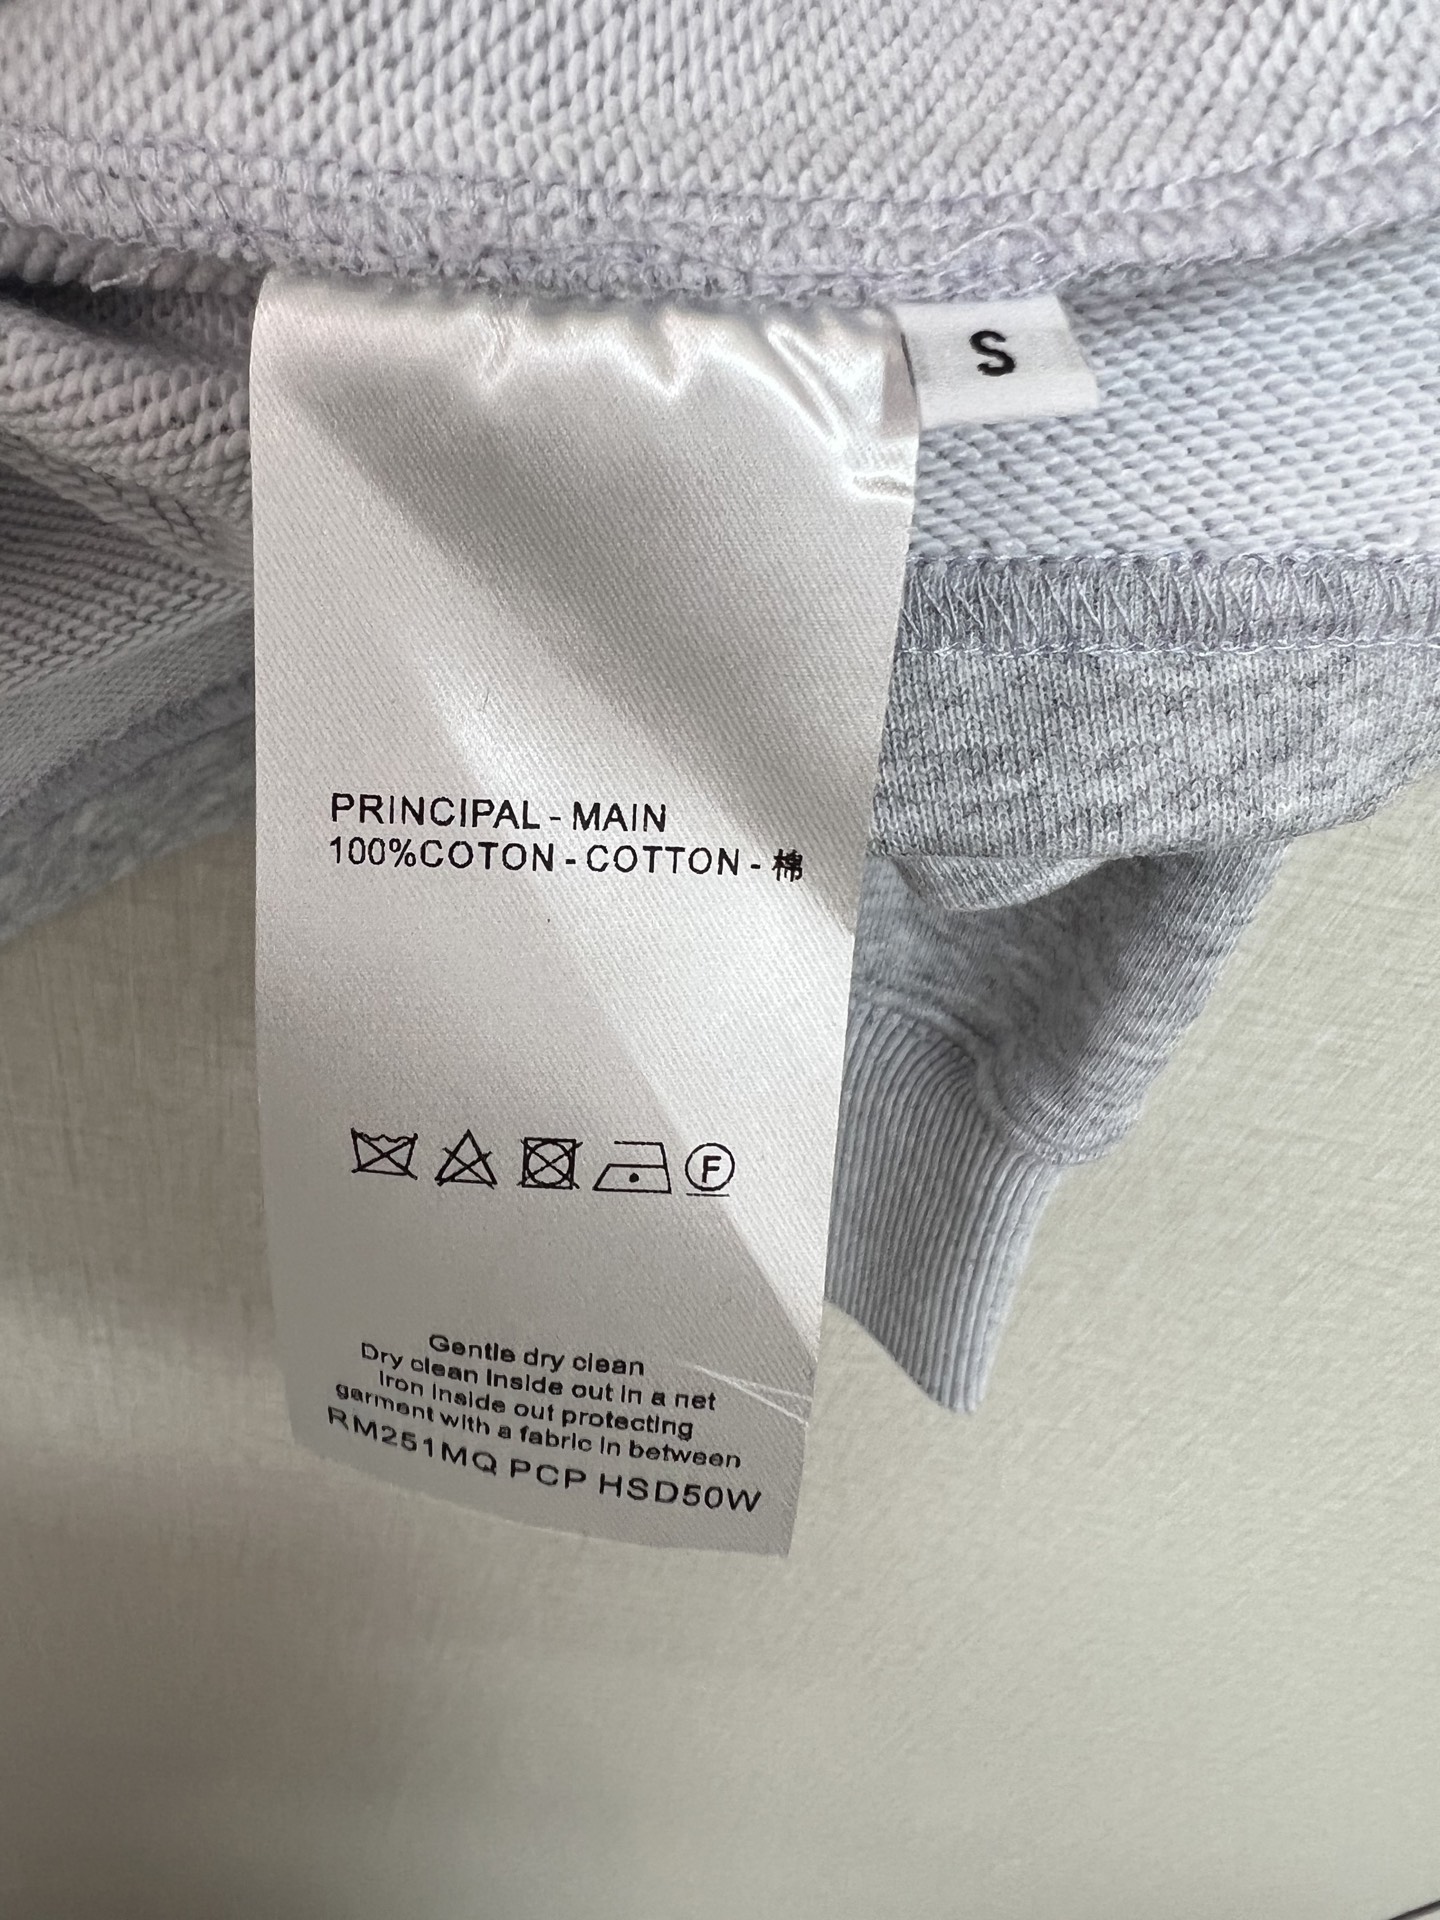 S
PRINCIPAL - MAIN
100%COTON - COTTON - 棉
F
Gentle dry clean
Dry clean inside out in a net
Iron inside out protecting
garment with a fabric in between
RM251MQ PCP HSD50W